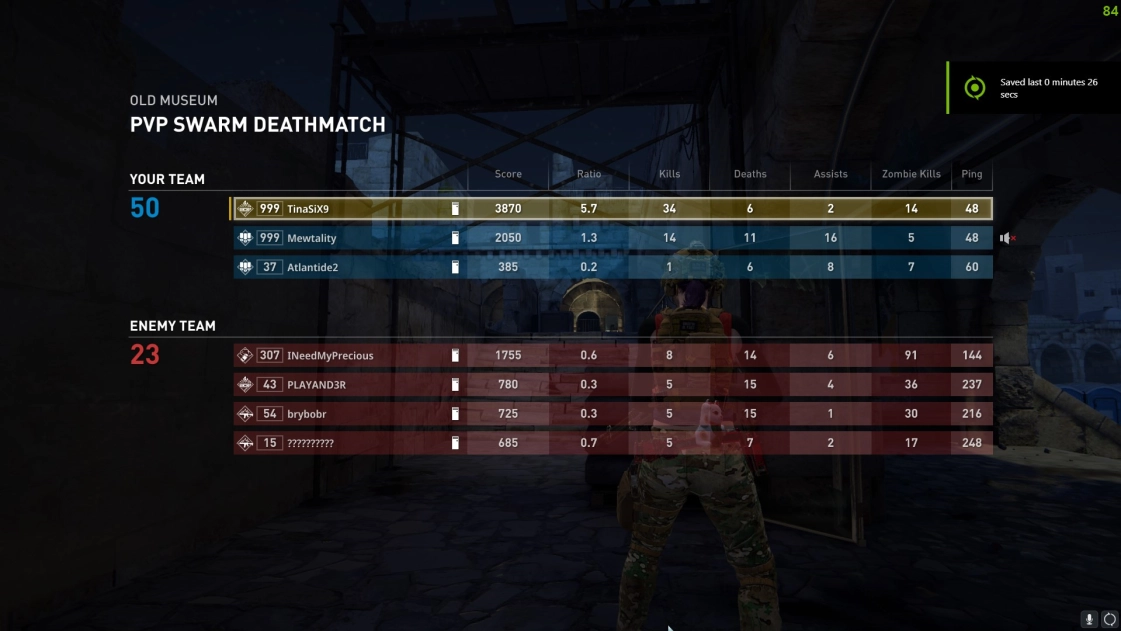 84
Saved last 0 minutes 26
secs
OLD MUSEUM
PVP SWARM DEATHMATCH
YOUR TEAM Score Ratio Kills Deaths Assists Zombie Kills Ping
50
999 TinaSiX9 3870 5.7 34 6 2 14 48
999 Mewtality 2050 1.3 14 11 16 5 48
37 Atlantide2 385 0.2 1 6 8 7 60
ENEMY TEAM
23
307 INeedMyPrecious 1755 0.6 8 14 6 91 144
43 PLAYAND3R 780 0.3 5 15 4 36 237
54 brybobr 725 0.3 5 15 1 30 216
15 ?????????? 685 0.7 5 7 2 17 248